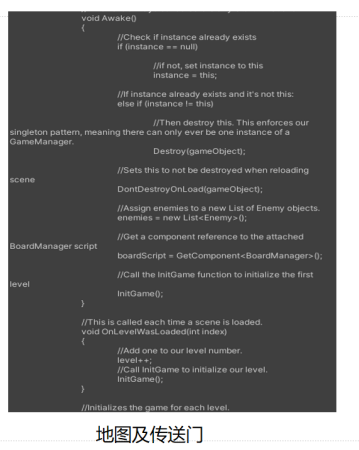 void Awake()
{
//Check if instance already exists
if (instance == null)
//if not, set instance to this
instance = this;
//If instance already exists and it's not this:
else if (instance != this)
//Then destroy this. This enforces our
singleton pattern, meaning there can only ever be one instance of a
GameManager.
Destroy(gameObject);
//Sets this to not be destroyed when reloading
scene
DontDestroyOnLoad(gameObject);
//Assign enemies to a new List of Enemy objects.
enemies = new List<Enemy>();
//Get a component reference to the attached
BoardManager script
boardScript = GetComponent<BoardManager>();
//Call the InitGame function to initialize the first
level
InitGame();
}
//This is called each time a scene is loaded.
void OnLevelWasLoaded(int index)
{
//Add one to our level number.
level++;
//Call InitGame to initialize our level.
InitGame();
}
//Initializes the game for each level.
地图及传送门